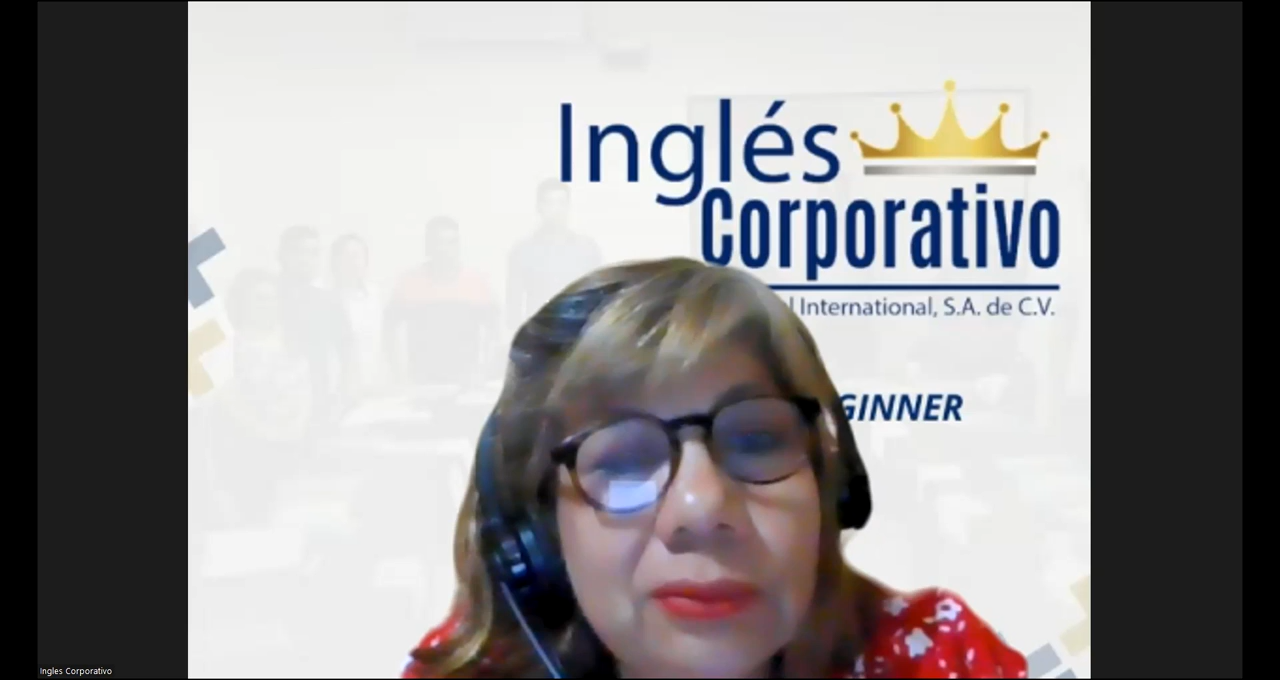 Inglés
Corporativo
International, S.A. de C.V.
GINNER
Ingles Corporativo